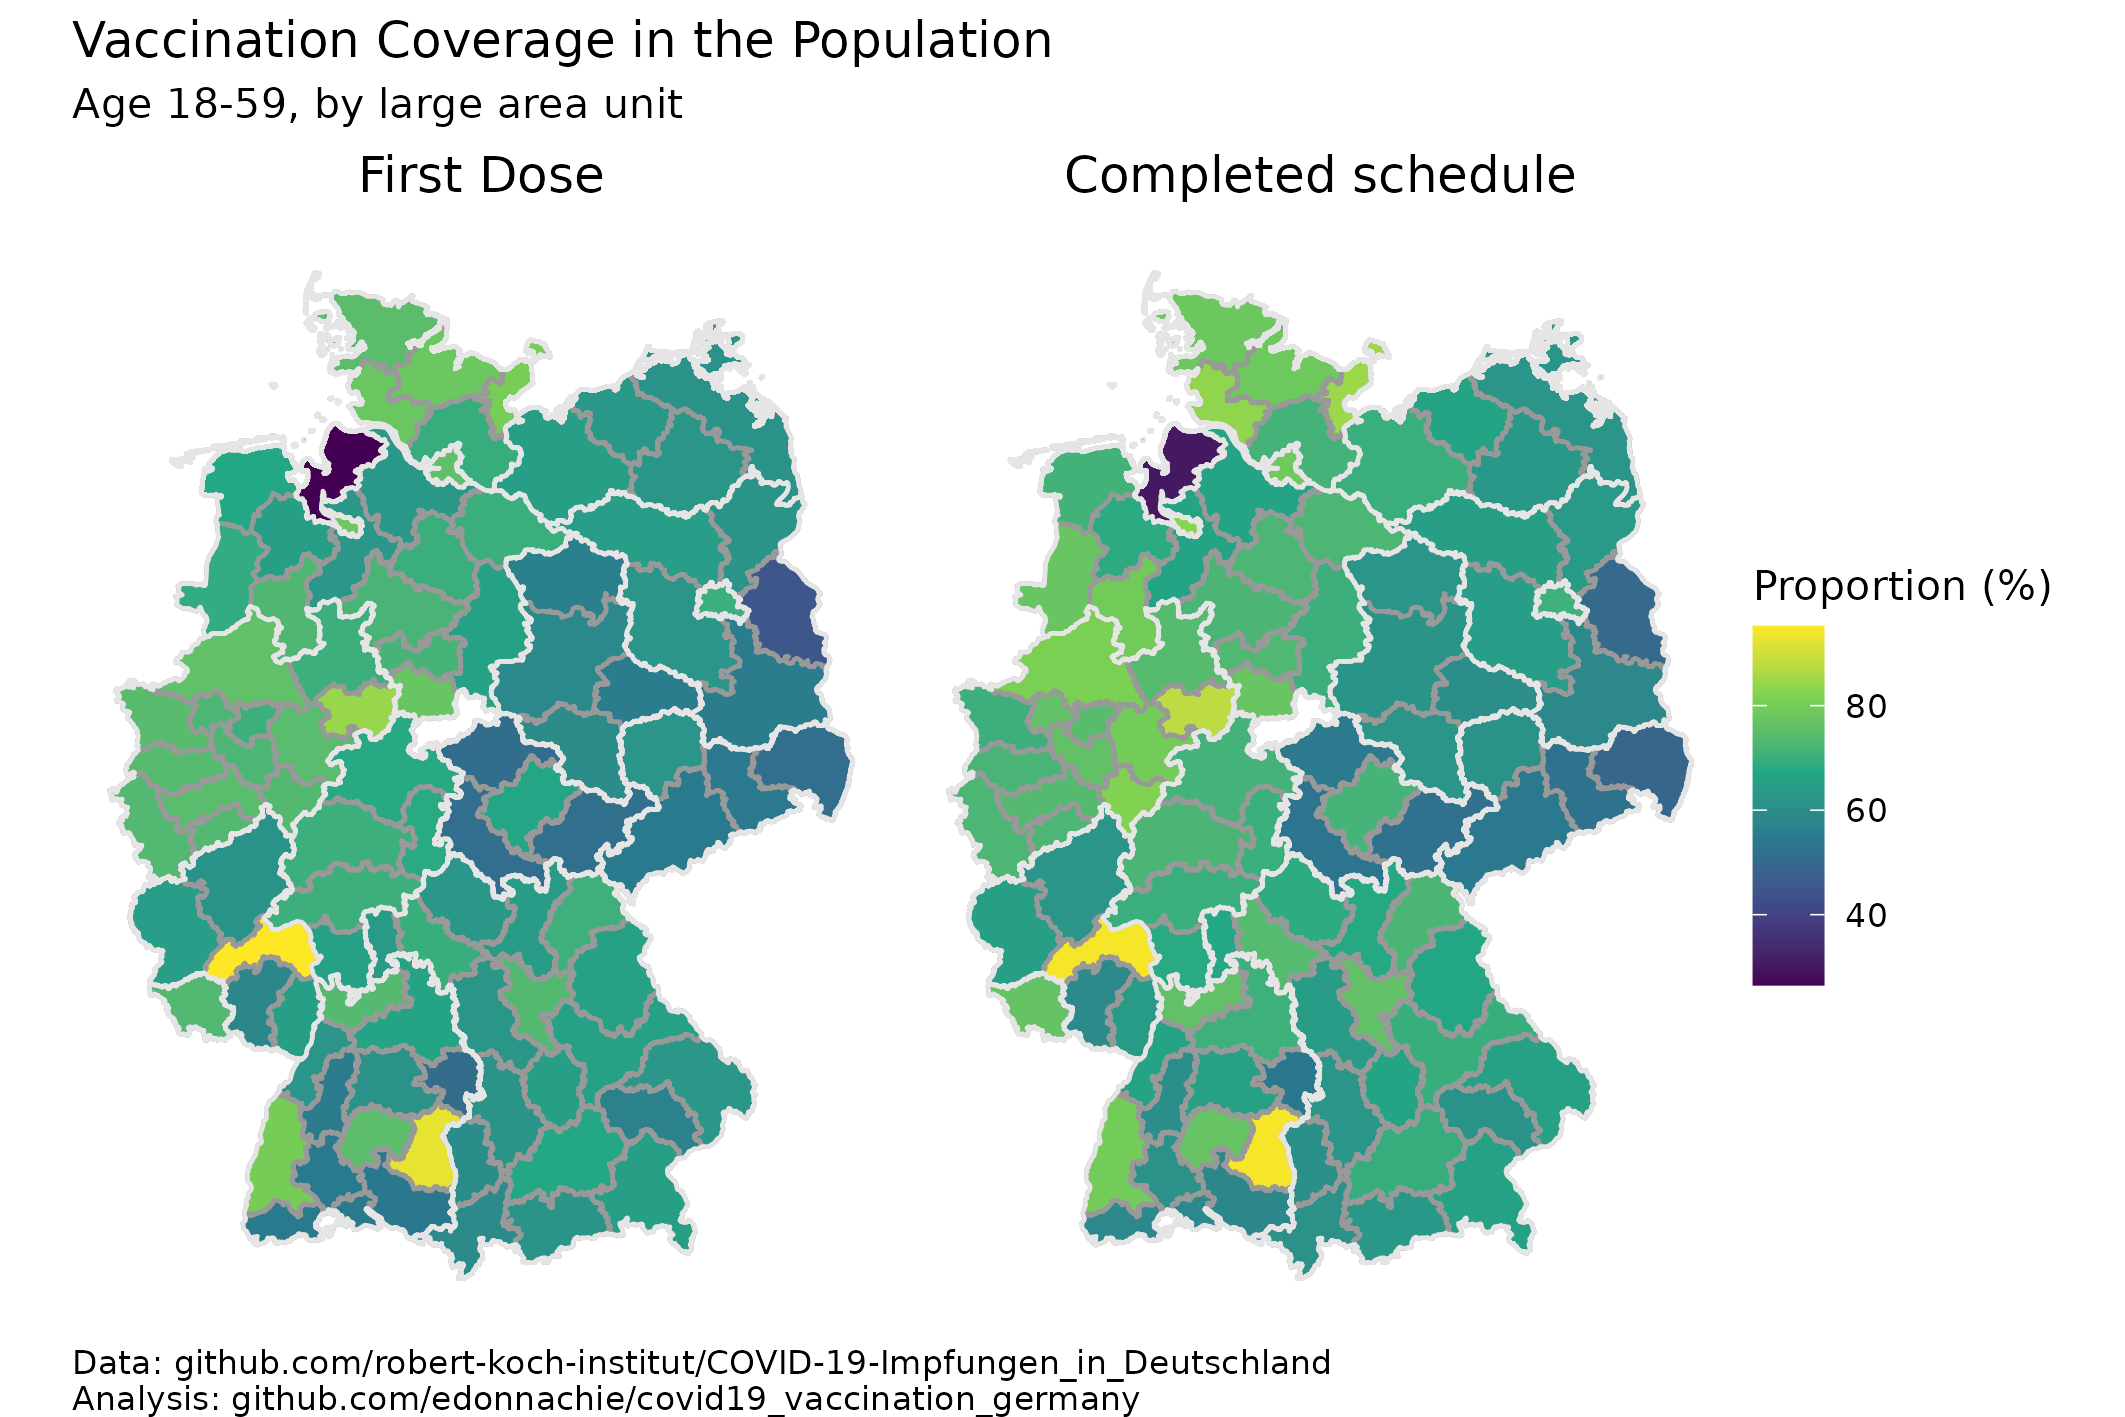 Vaccination Coverage in the Population
Age 18-59, by large area unit
First Dose
Completed schedule
Proportion (%)
80
60
40
Data: github.com/robert-koch-institut/COVID-19-Impfungen_in_Deutschland
Analysis: github.com/edonnachie/covid19_vaccination_germany